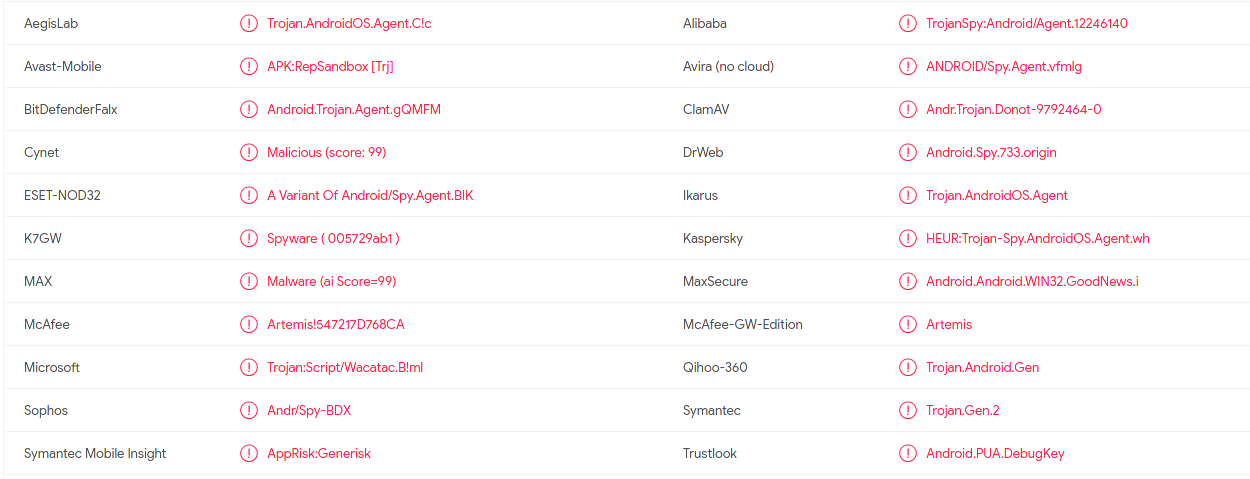 AegisLab Trojan.AndroidOS.Agent.C!c Alibaba TrojanSpy:Android/Agent.12246140
Avast-Mobile APK:RepSandbox [Trj] Avira (no cloud) ANDROID/Spy.Agent.vfmlg
BitDefenderFalx Android.Trojan.Agent.gQMFM ClamAV Andr.Trojan.Donot-9792464-0
Cynet Malicious (score: 99) DrWeb Android.Spy.733.origin
ESET-NOD32 A Variant Of Android/Spy.Agent.BIK Ikarus Trojan.AndroidOS.Agent
K7GW Spyware ( 005729ab1 ) Kaspersky HEUR:Trojan-Spy.AndroidOS.Agent.wh
MAX Malware (ai Score=99) MaxSecure Android.Android.WIN32.GoodNews.i
McAfee Artemis!547217D768CA McAfee-GW-Edition Artemis
Microsoft Trojan:Script/Wacatac.B!ml Qihoo-360 Trojan.Android.Gen
Sophos Andr/Spy-BDX Symantec Trojan.Gen.2
Symantec Mobile Insight AppRisk:Generisk Trustlook Android.PUA.DebugKey